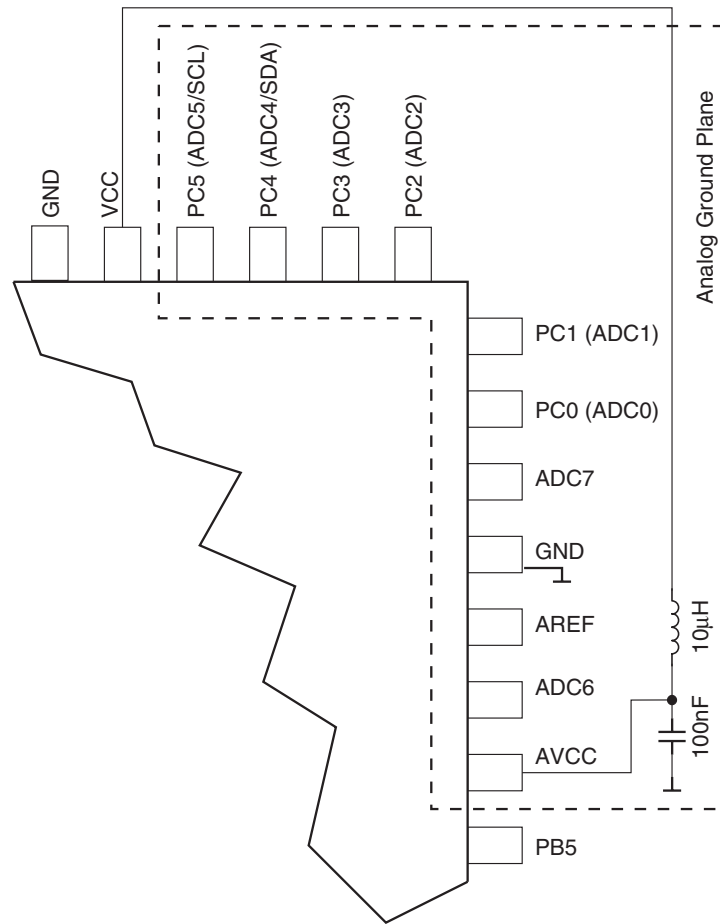 GND
VCC
PC5 (ADC5/SCL)
PC4 (ADC4/SDA)
PC3 (ADC3)
PC2 (ADC2)
Analog Ground Plane
PC1 (ADC1)
PC0 (ADC0)
ADC7
GND
AREF
ADC6
AVCC
PB5
10μH
100nF